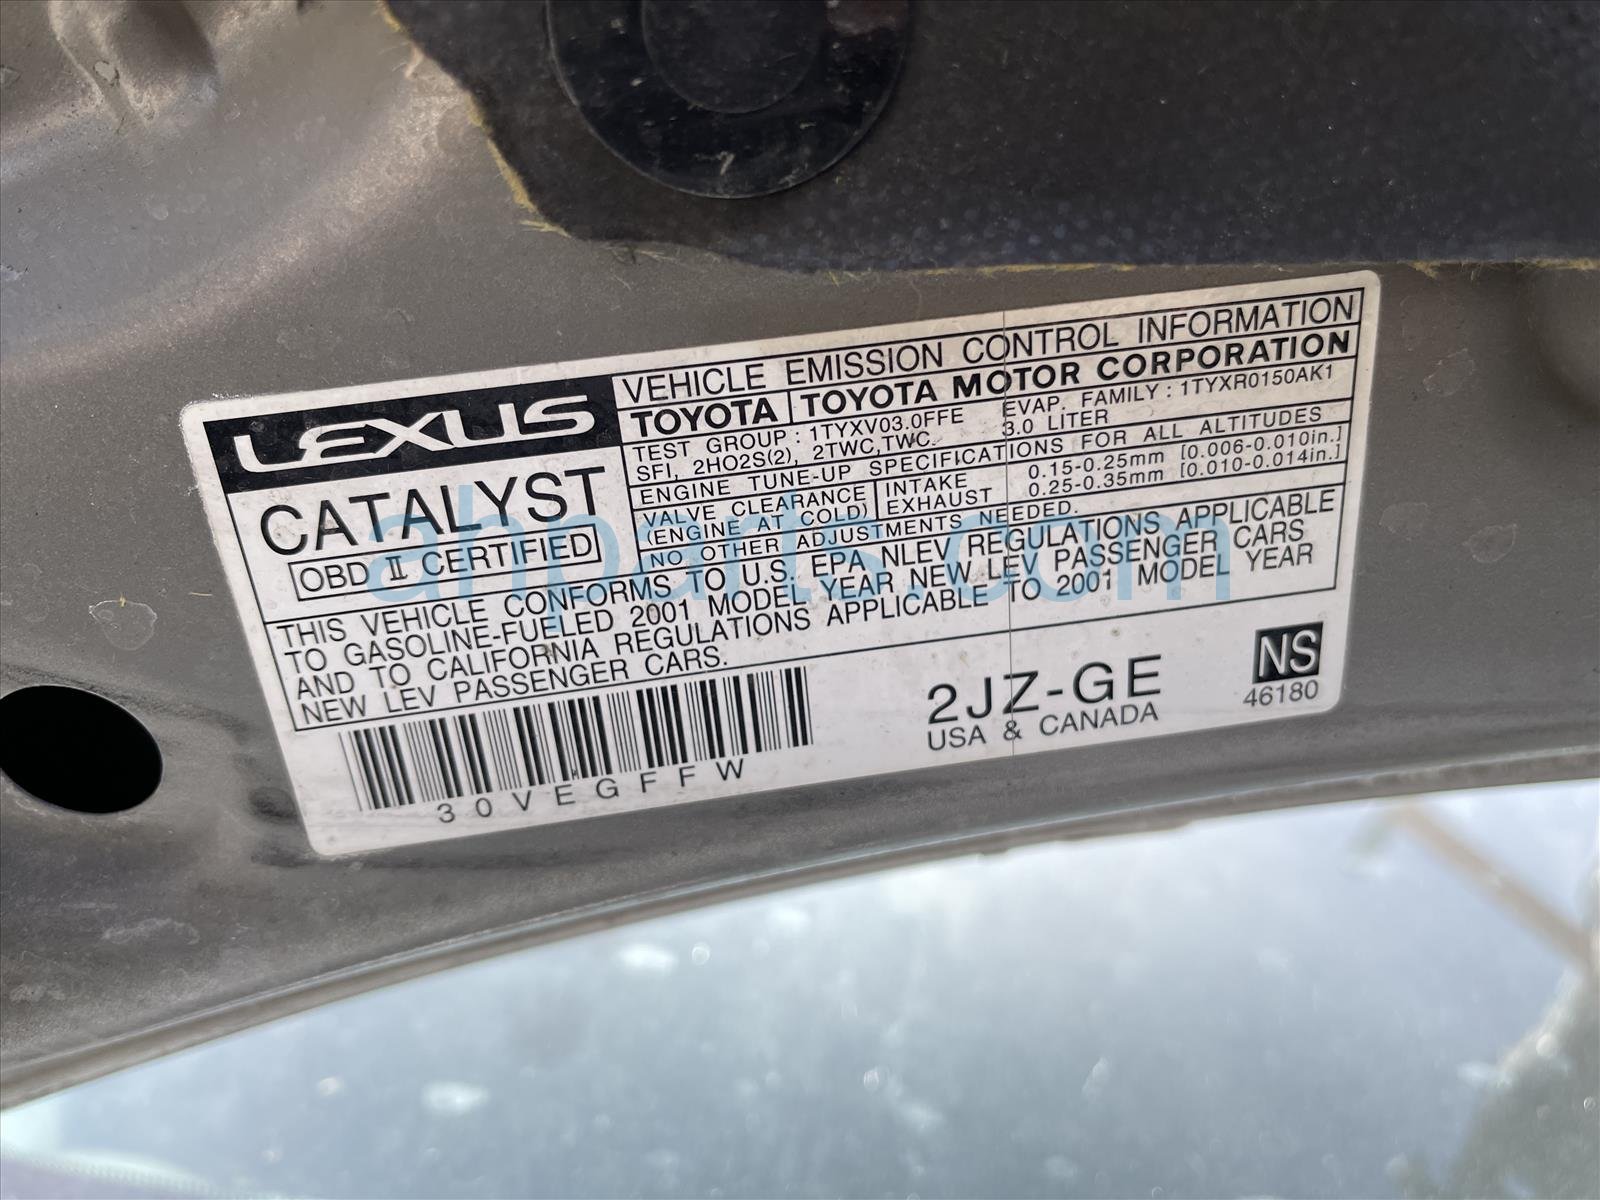 LEXUS
CATALYST
OBD II CERTIFIED
VEHICLE EMISSION CONTROL INFORMATION
TOYOTA TOYOTA MOTOR CORPORATION
TEST GROUP : 1TYXV03.0FFE EVAP. FAMILY : 1TYXR0150AK1
SFI, 2HO2S(2), 2TWC,TWC. 3.0 LITER
ENGINE TUNE-UP SPECIFICATIONS FOR ALL ALTITUDES
VALVE CLEARANCE INTAKE 0.15-0.25mm [0.006-0.010in.]
(ENGINE AT COLD) EXHAUST 0.25-0.35mm [0.010-0.014in.]
NO OTHER ADJUSTMENTS NEEDED.
THIS VEHICLE CONFORMS TO U.S. EPA NLEV REGULATIONS APPLICABLE
TO GASOLINE-FUELED 2001 MODEL YEAR NEW LEV PASSENGER CARS
AND TO CALIFORNIA REGULATIONS APPLICABLE TO 2001 MODEL YEAR
NEW LEV PASSENGER CARS.
30VEGFFW
2JZ-GE
USA & CANADA
NS
46180
ahparts.com